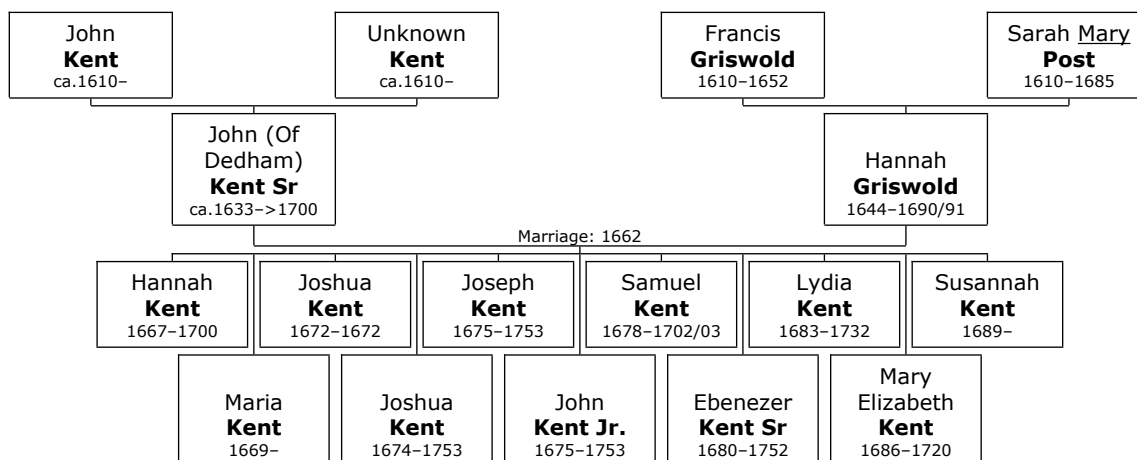 John
Kent
ca.1610–
Unknown
Kent
ca.1610–
Francis
Griswold
1610–1652
Sarah Mary
Post
1610–1685
John (Of
Dedham)
Kent Sr
ca.1633–>1700
Hannah
Griswold
1644–1690/91
Marriage: 1662
Hannah
Kent
1667–1700
Joshua
Kent
1672–1672
Joseph
Kent
1675–1753
Samuel
Kent
1678–1702/03
Lydia
Kent
1683–1732
Susannah
Kent
1689–
Maria
Kent
1669–
Joshua
Kent
1674–1753
John
Kent Jr.
1675–1753
Ebenezer
Kent Sr
1680–1752
Mary
Elizabeth
Kent
1686–1720